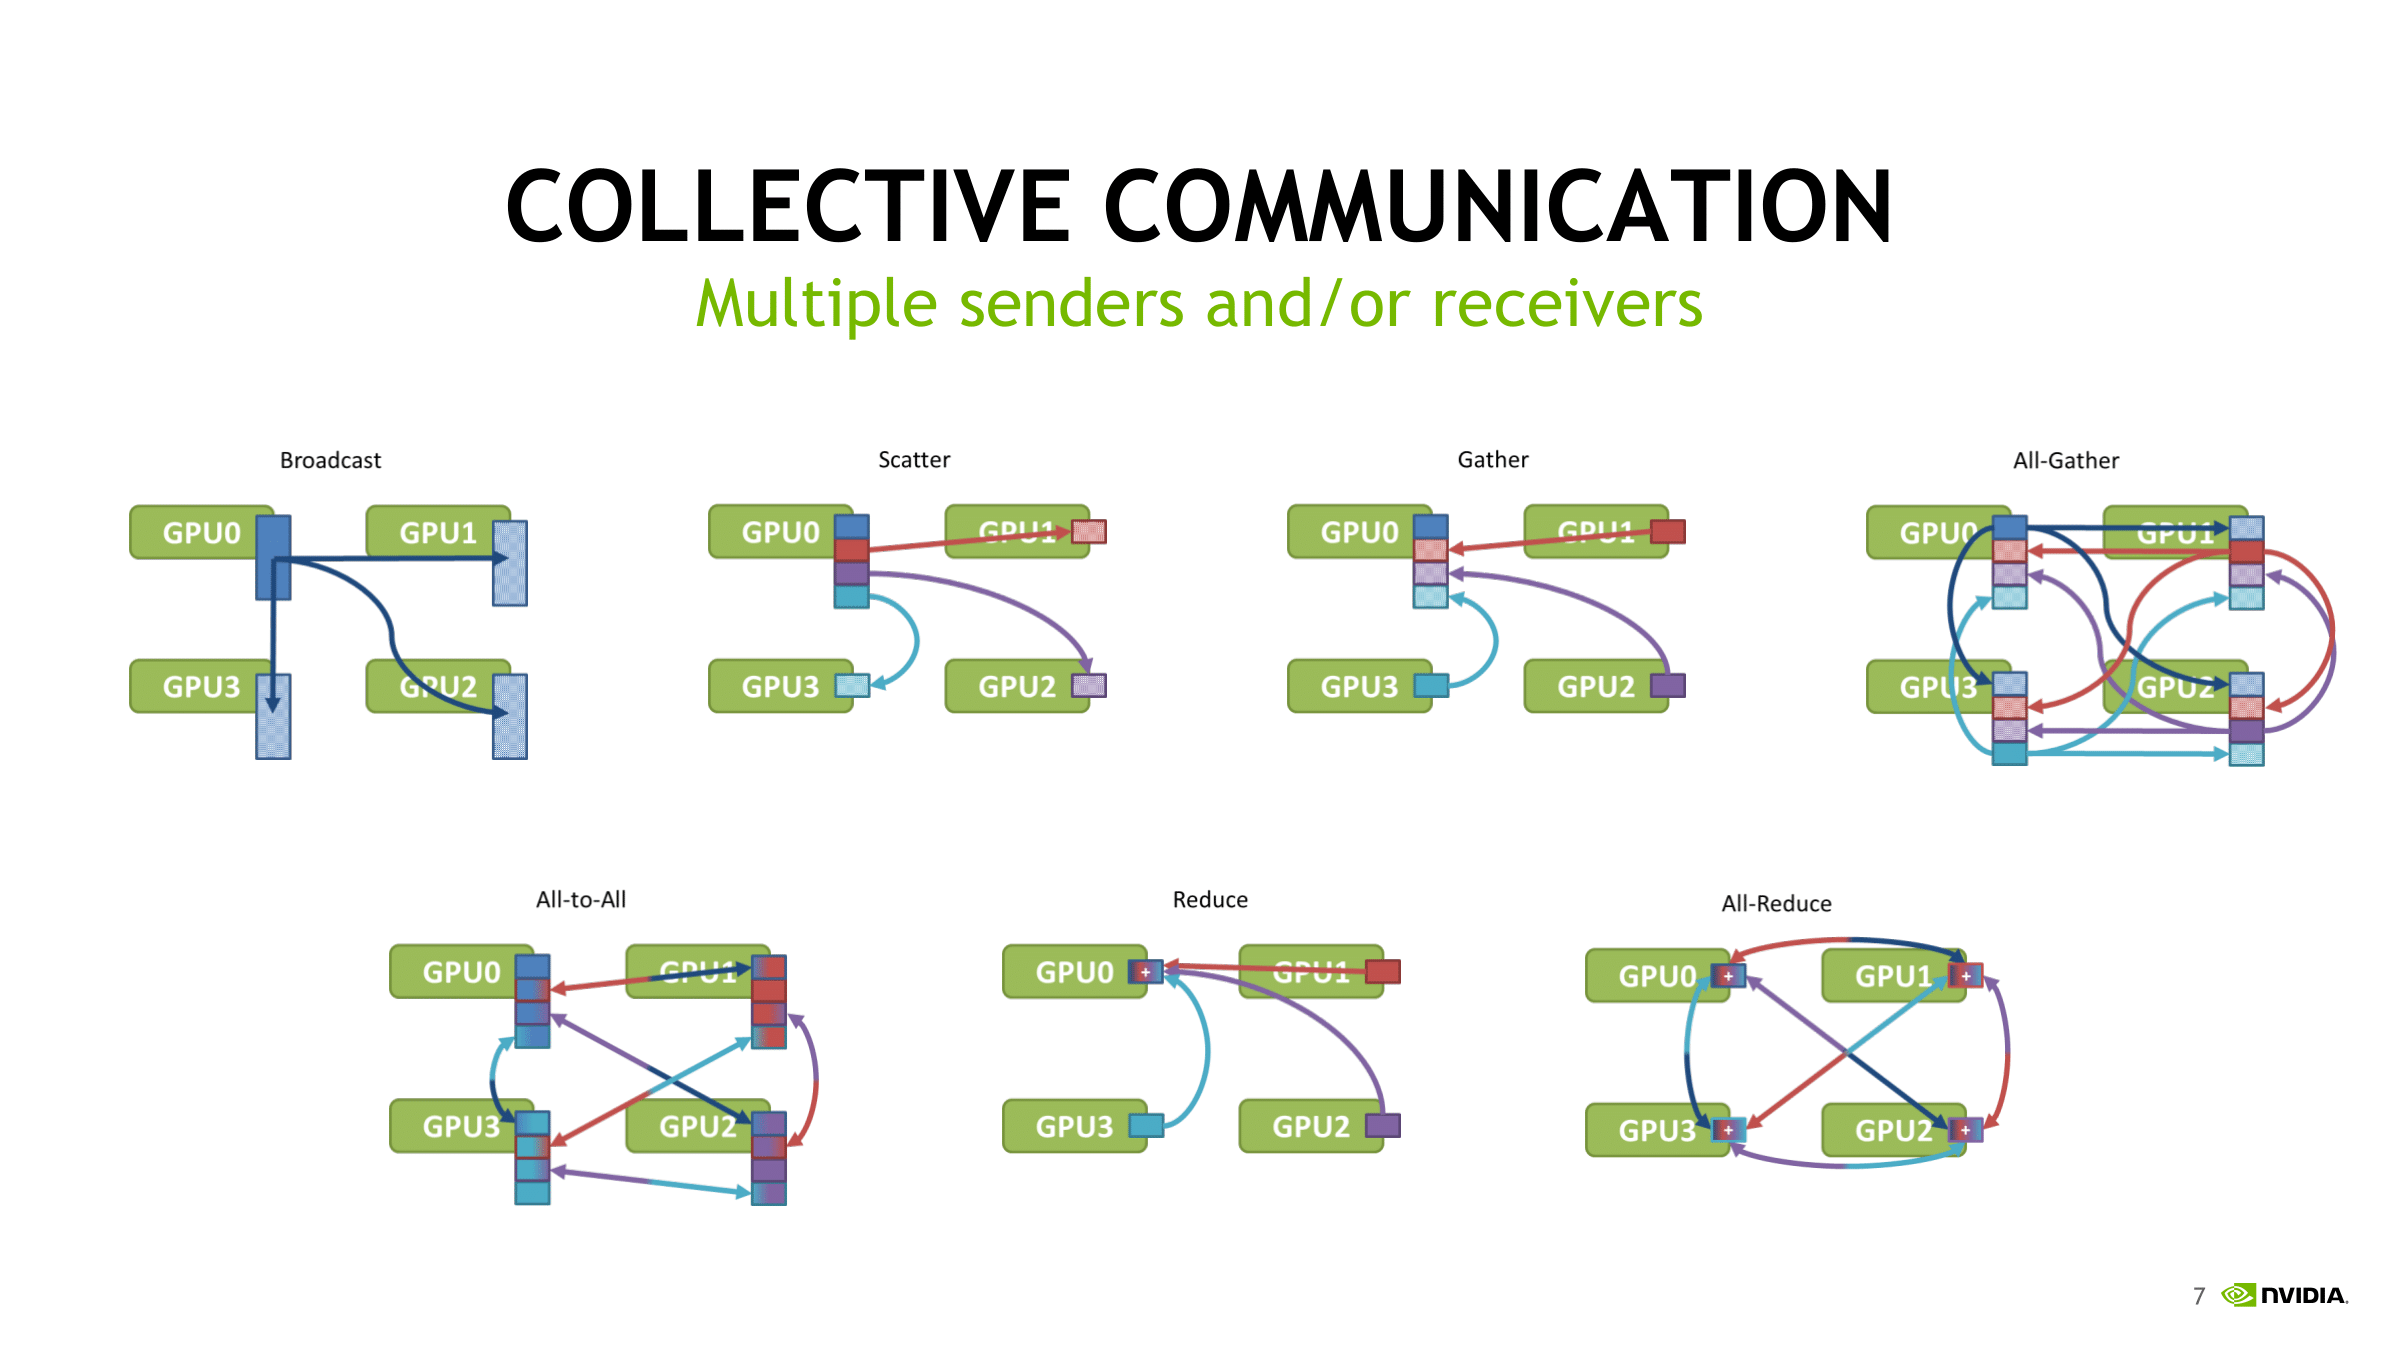 COLLECTIVE COMMUNICATION
Multiple senders and/or receivers
Broadcast
GPU0
GPU1
GPU3
GPU2
Scatter
GPU0
GPU1
GPU3
GPU2
Gather
GPU0
GPU1
GPU3
GPU2
All-Gather
GPU0
GPU1
GPU3
GPU2
All-to-All
GPU0
GPU1
GPU3
GPU2
Reduce
GPU0
+
GPU1
GPU3
GPU2
All-Reduce
GPU0
+
GPU1
+
GPU3
+
GPU2
+
7
NVIDIA.